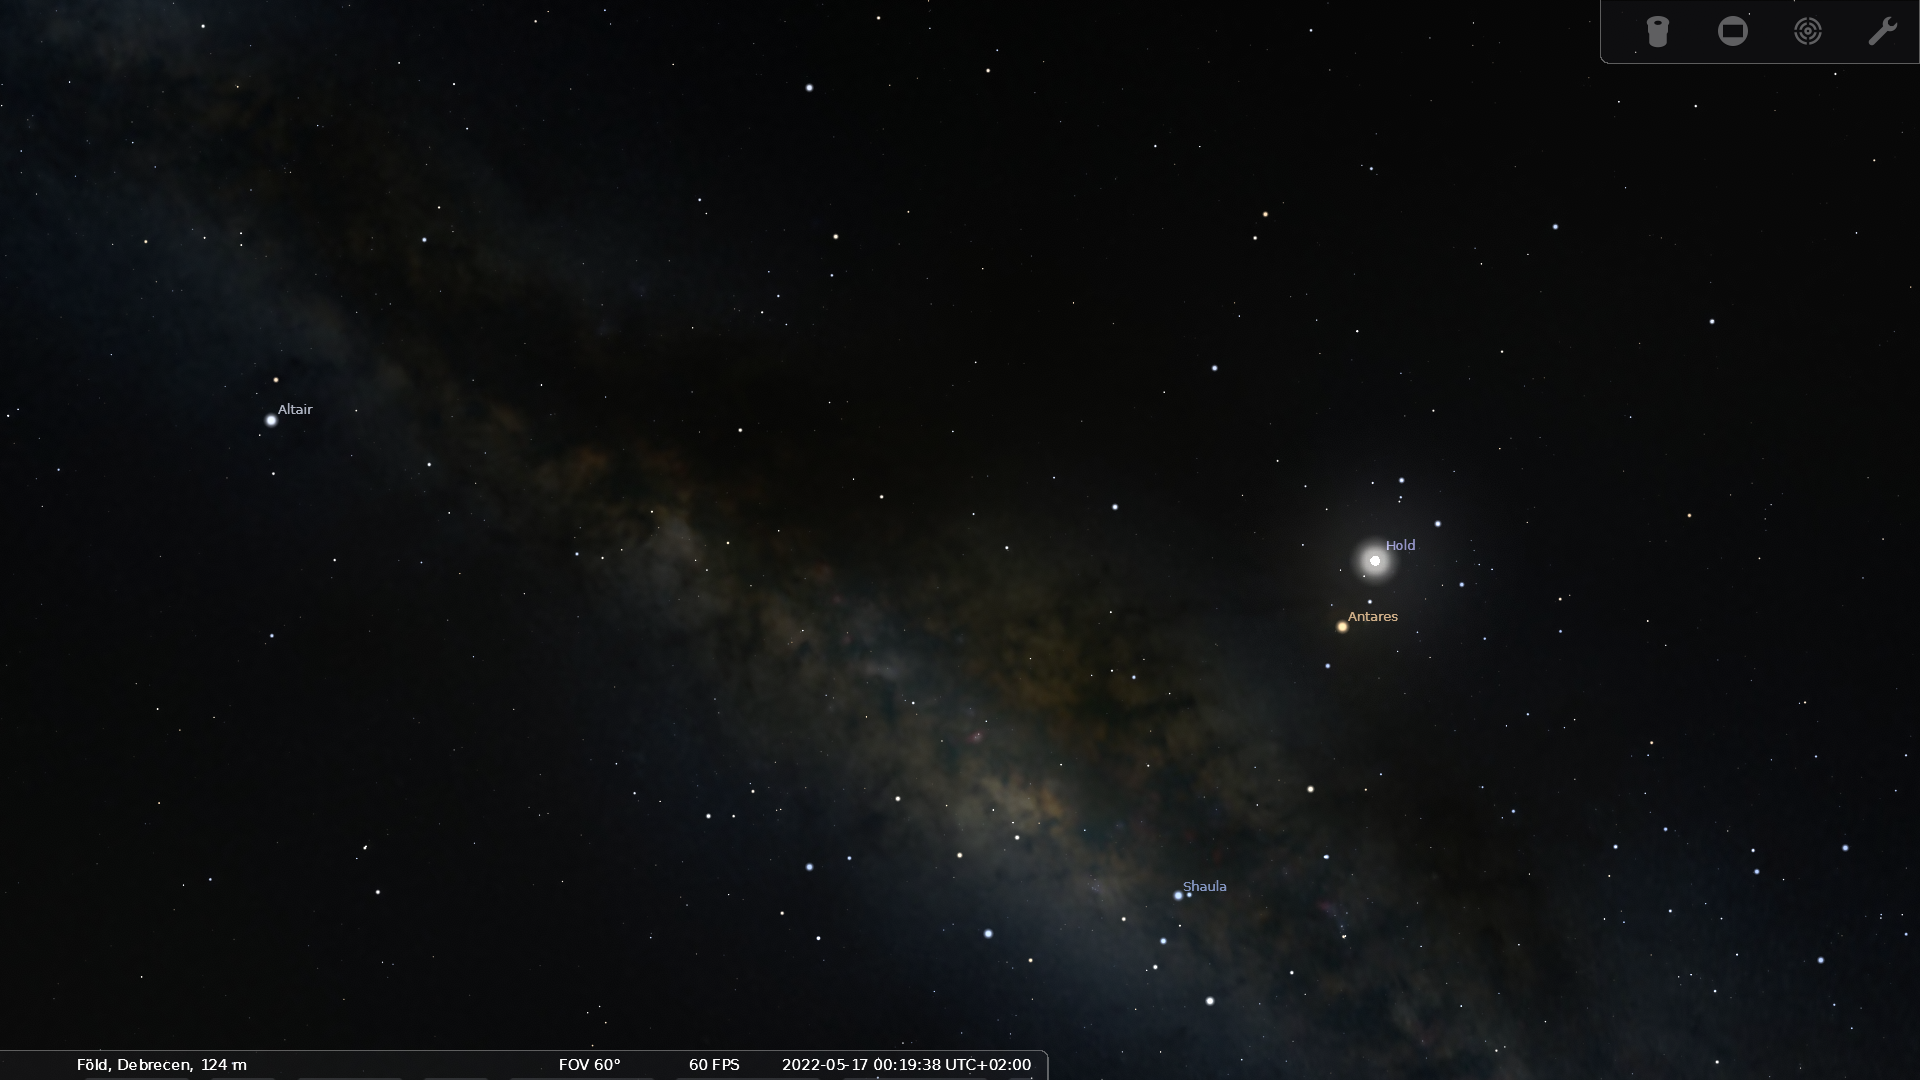 Altair
Hold
Antares
Shaula
Föld, Debrecen, 124 m FOV 60° 60 FPS 2022-05-17 00:19:38 UTC+02:00